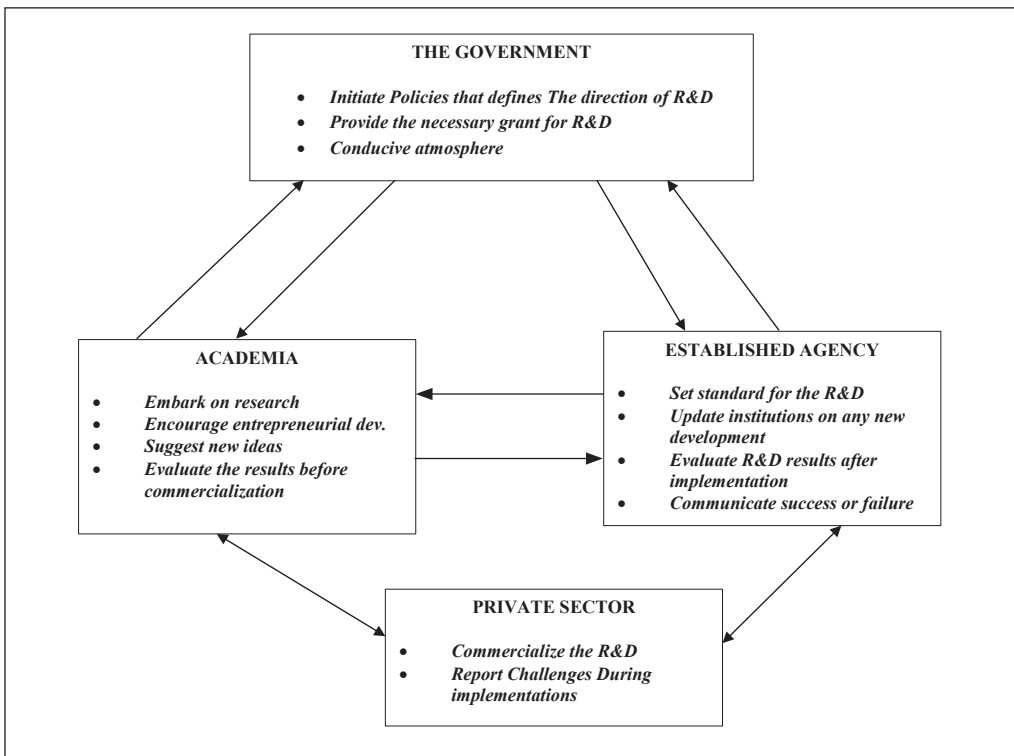 THE GOVERNMENT
• Initiate Policies that defines The direction of R&D
• Provide the necessary grant for R&D
• Conducive atmosphere
ACADEMIA
• Embark on research
• Encourage entrepreneurial dev.
• Suggest new ideas
• Evaluate the results before
commercialization
ESTABLISHED AGENCY
• Set standard for the R&D
• Update institutions on any new
development
• Evaluate R&D results after
implementation
• Communicate success or failure
PRIVATE SECTOR
• Commercialize the R&D
• Report Challenges During
implementations